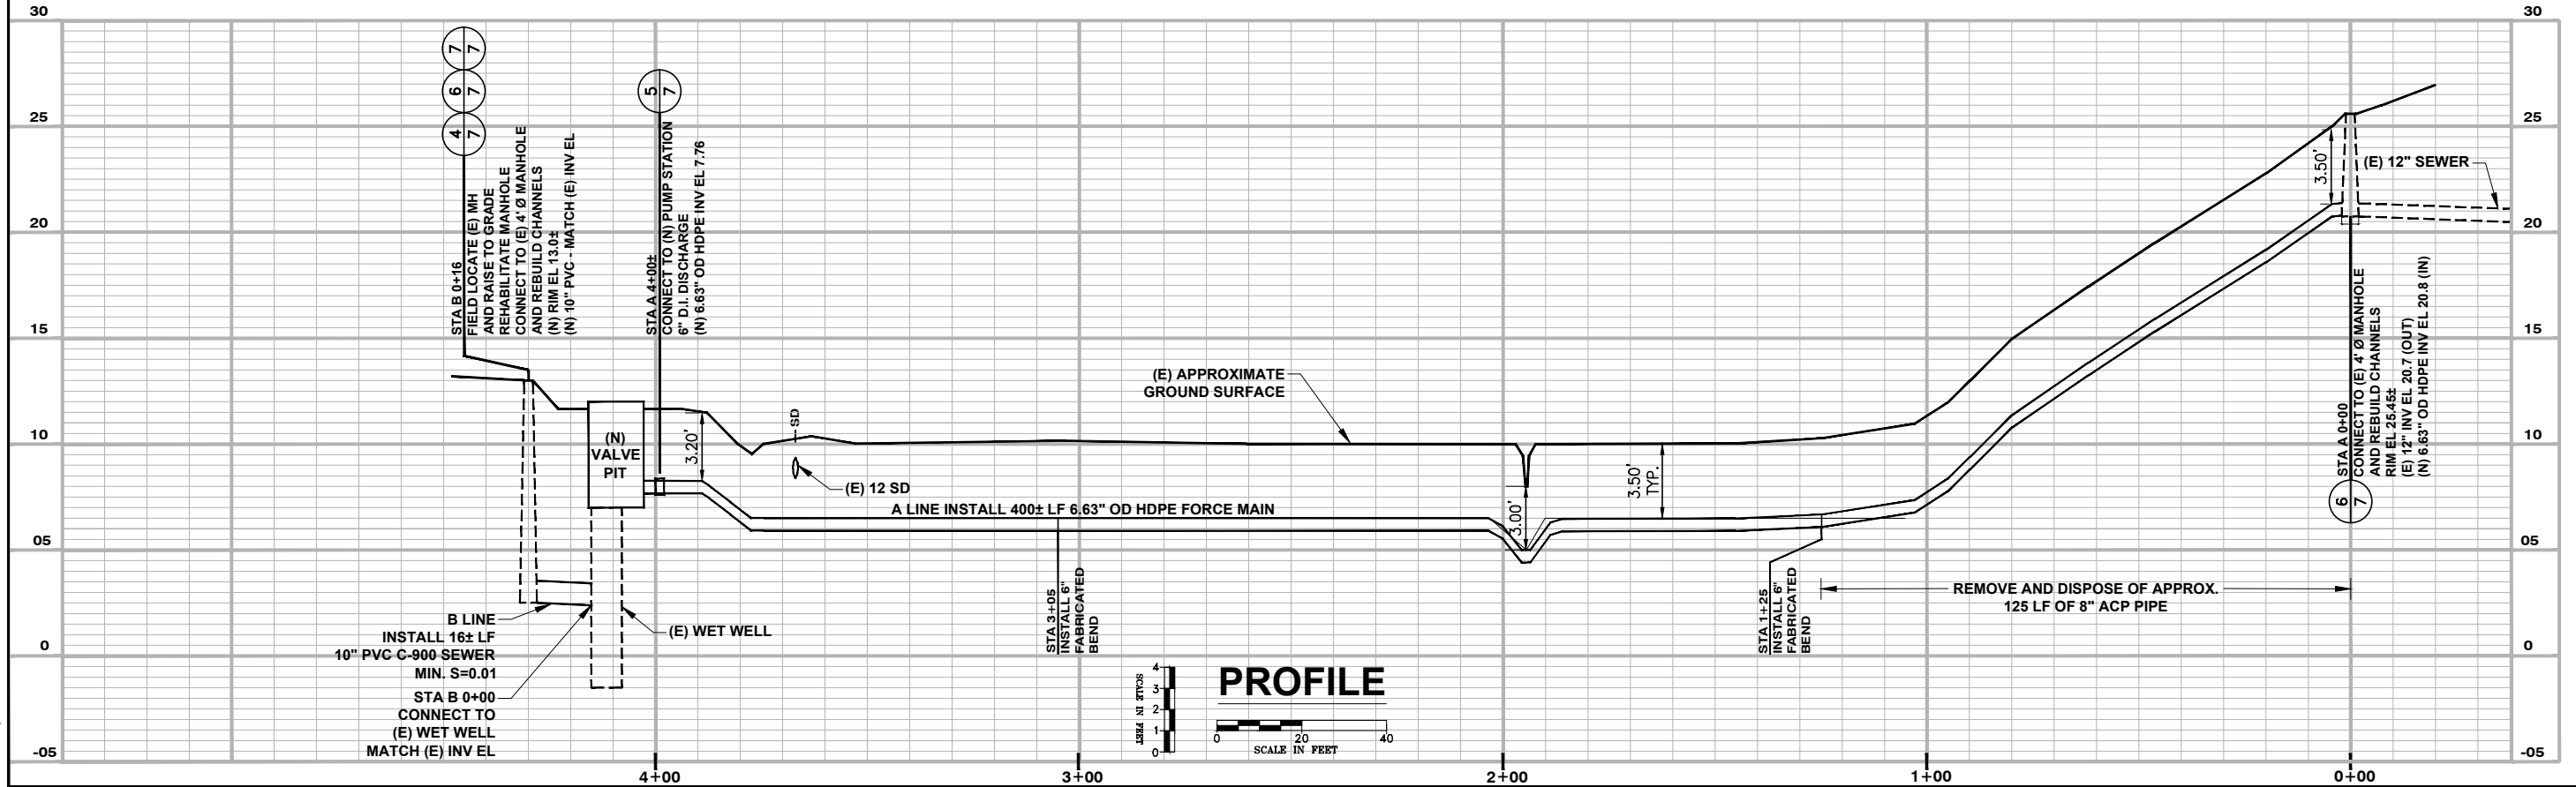 30
25
20
15
10
05
0
-05
30
25
20
15
10
05
0
-05
7
7
6
7
4
7
STA B 0+16
FIELD LOCATE (E) MH
AND RAISE TO GRADE
REHABILITATE MANHOLE
CONNECT TO (E) 4' Ø MANHOLE
AND REBUILD CHANNELS
(N) RIM EL 13.0±
(N) 10" PVC - MATCH (E) INV EL
5
7
STA A 4+00±
CONNECT TO (N) PUMP STATION
6" D.I. DISCHARGE
(N) 6.63" OD HDPE INV EL 7.76
(N)
VALVE
PIT
3.20'
SD
(E) 12 SD
A LINE INSTALL 400± LF 6.63" OD HDPE FORCE MAIN
(E) APPROXIMATE
GROUND SURFACE
3.00'
3.50'
TYP.
3.50'
(E) 12" SEWER
STA A 0+00
CONNECT TO (E) 4' Ø MANHOLE
AND REBUILD CHANNELS
RIM EL 25.45±
(E) 12" INV EL 20.7 (OUT)
(N) 6.63" OD HDPE INV EL 20.8 (IN)
6
7
B LINE
INSTALL 16± LF
10" PVC C-900 SEWER
MIN. S=0.01
STA B 0+00
CONNECT TO
(E) WET WELL
MATCH (E) INV EL
(E) WET WELL
STA 3+05
INSTALL 6"
FABRICATED
BEND
STA 1+25
INSTALL 6"
FABRICATED
BEND
REMOVE AND DISPOSE OF APPROX.
125 LF OF 8" ACP PIPE
4
3
2
1
0
SCALE IN FEET
PROFILE
0 20 40
SCALE IN FEET
4+00 3+00 2+00 1+00 0+00